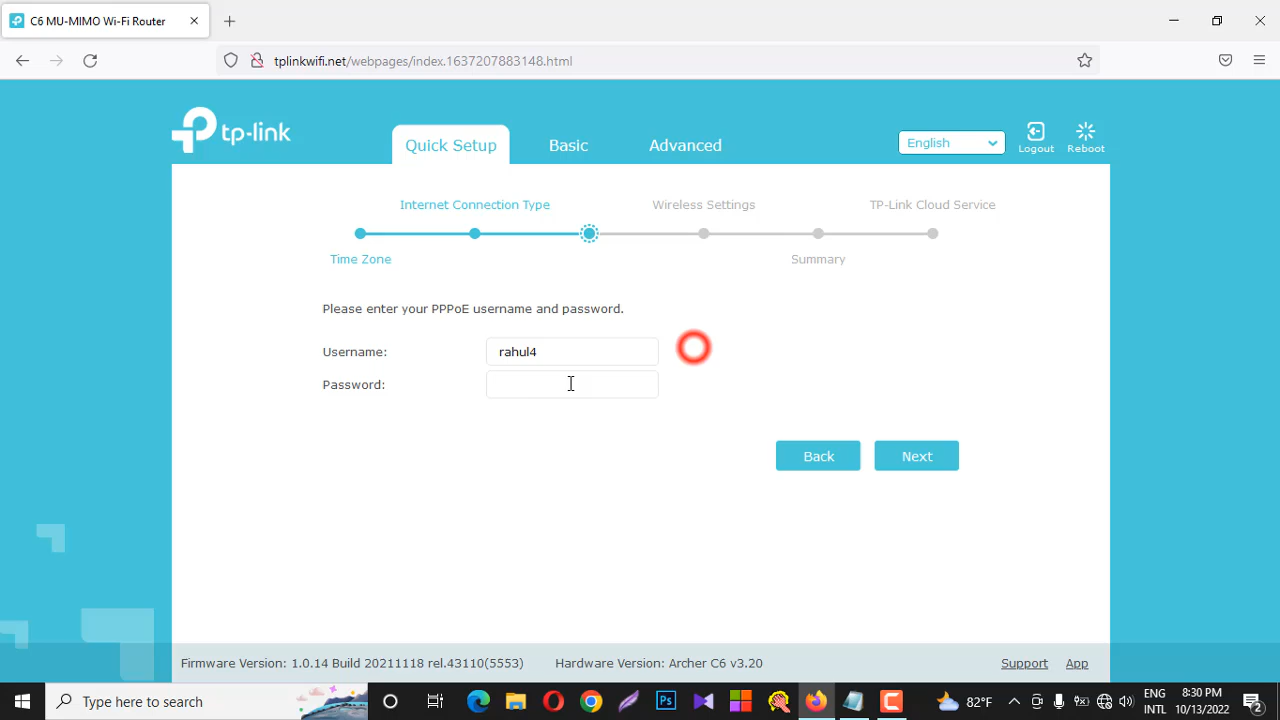 C6 MU-MIMO Wi-Fi Router
tplinkwifi.net/webpages/index.1637207883148.html
tp-link
Quick Setup
Basic
Advanced
English
Logout
Reboot
Internet Connection Type
Wireless Settings
TP-Link Cloud Service
Time Zone
Summary
Please enter your PPPoE username and password.
Username:
rahul4
Password:
Back
Next
Firmware Version: 1.0.14 Build 20211118 rel.43110(5553)
Hardware Version: Archer C6 v3.20
Support
App
Type here to search
Ps
82°F
ENG
INTL
8:30 PM
10/13/2022
2